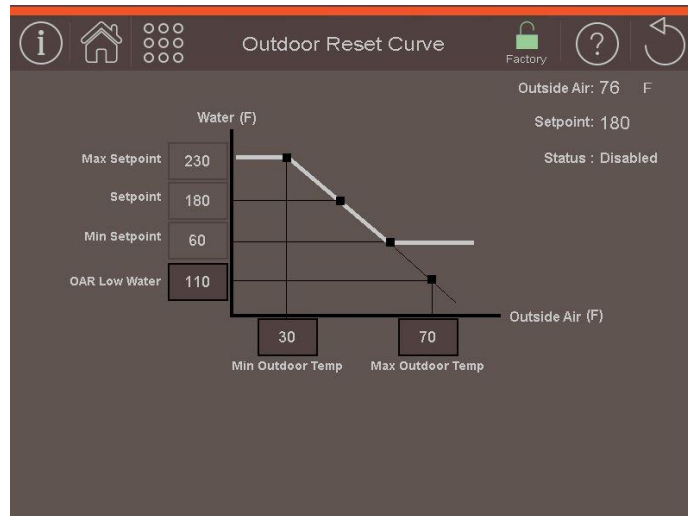 Outdoor Reset Curve
Factory
i
?
Outside Air: 76 F
Setpoint: 180
Status : Disabled
Water (F)
Max Setpoint 230
Setpoint 180
Min Setpoint 60
OAR Low Water 110
Outside Air (F)
30 70
Min Outdoor Temp Max Outdoor Temp